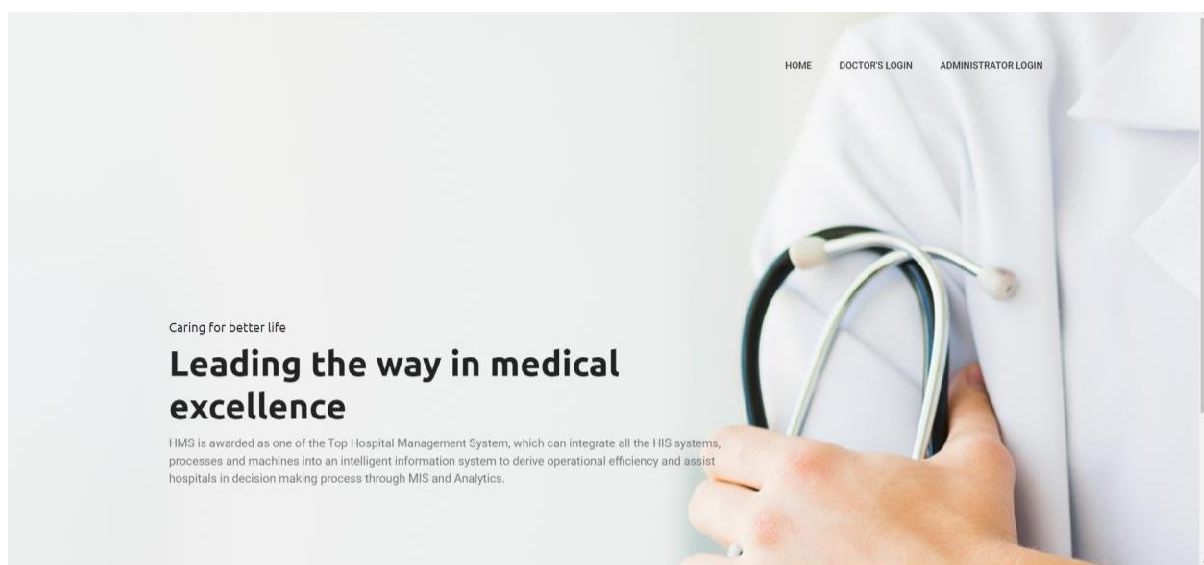 HOME DOCTOR'S LOGIN ADMINISTRATOR LOGIN
Caring for better life
Leading the way in medical
excellence
HMS is awarded as one of the Top Hospital Management System, which can integrate all the HIS systems,
processes and machines into an intelligent information system to derive operational efficiency and assist
hospitals in decision making process through MIS and Analytics.